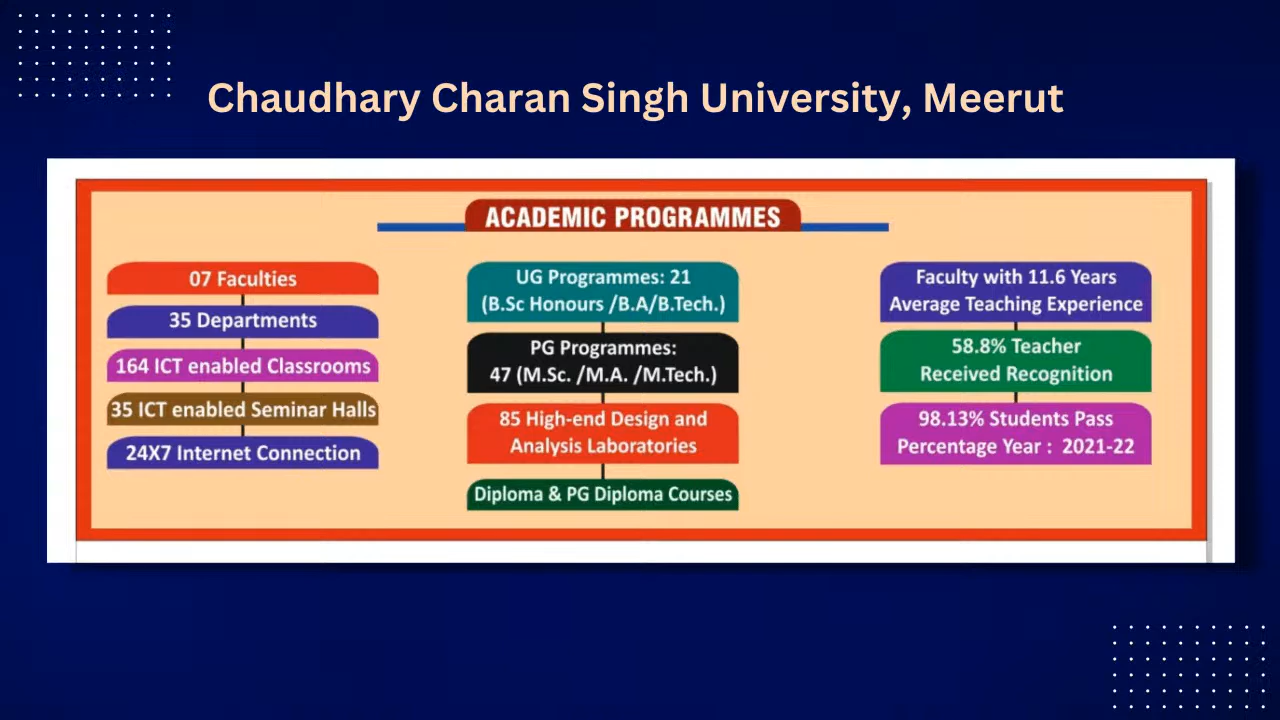 Chaudhary Charan Singh University, Meerut
ACADEMIC PROGRAMMES
07 Faculties
35 Departments
164 ICT enabled Classrooms
35 ICT enabled Seminar Halls
24X7 Internet Connection
UG Programmes: 21
(B.Sc Honours /B.A/B.Tech.)
PG Programmes:
47 (M.Sc. /M.A. /M.Tech.)
85 High-end Design and
Analysis Laboratories
Diploma & PG Diploma Courses
Faculty with 11.6 Years
Average Teaching Experience
58.8% Teacher
Received Recognition
98.13% Students Pass
Percentage Year : 2021-22